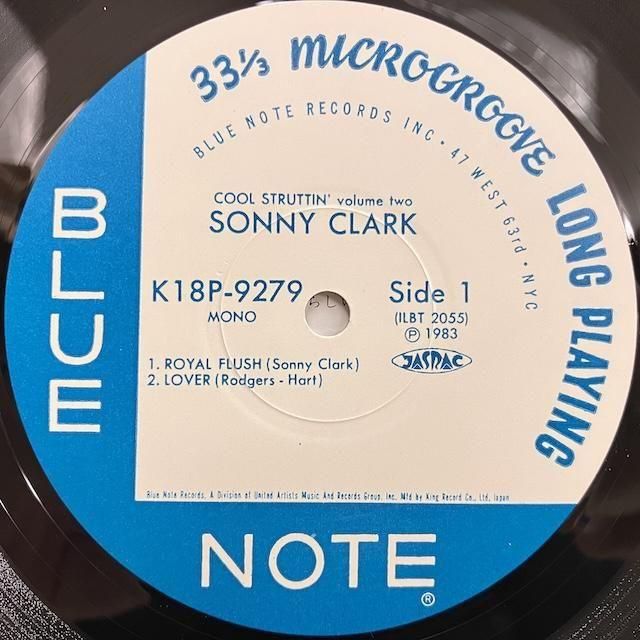 33⅓ MICROGROOVE LONG PLAYING
BLUE NOTE RECORDS INC • 47 WEST 63rd • NYC
BLUE
COOL STRUTTIN' volume two
SONNY CLARK
K18P-9279 Side 1
MONO (ILBT 2055)
Ⓟ 1983
JASRAC
1. ROYAL FLUSH (Sonny Clark)
2. LOVER (Rodgers - Hart)
Blue Note Records, A Division of United Artists Music And Records Group, Inc. Mfd by King Record Co., Ltd, Japan
NOTE®